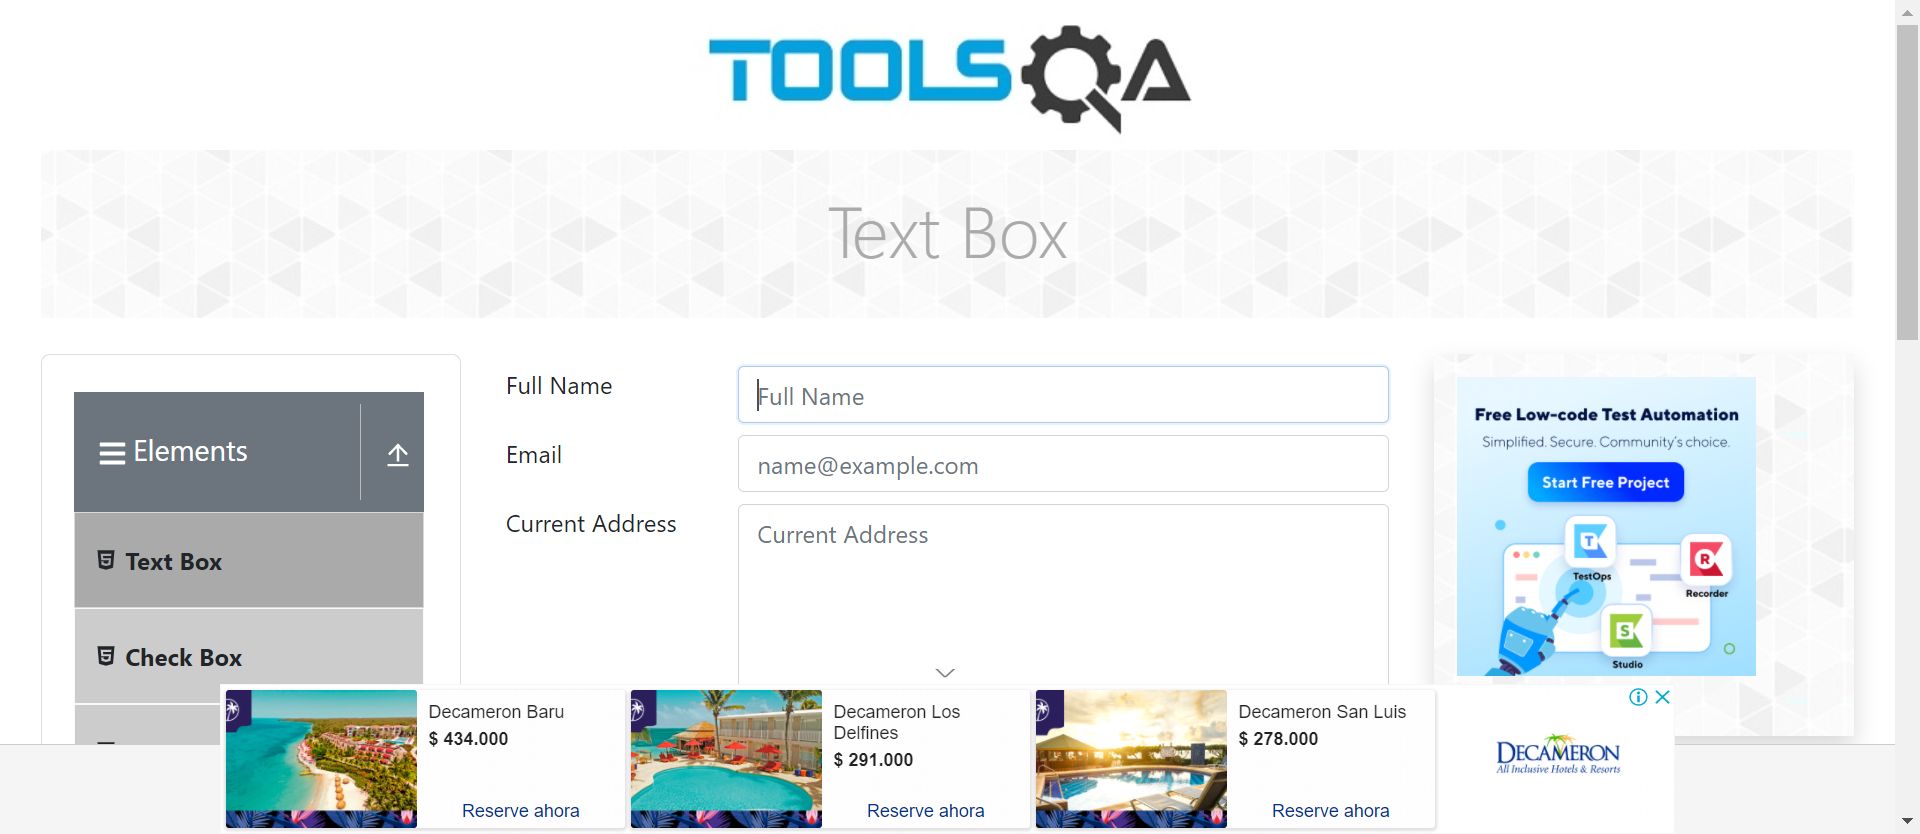 TOOLSQA
Text Box
Elements
Text Box
Check Box
Full Name
Full Name
Email
name@example.com
Current Address
Current Address
Free Low-code Test Automation
Simplified. Secure. Community's choice.
Start Free Project
TestOps
Recorder
Studio
Decameron Baru
$ 434.000
Reserve ahora
Decameron Los
Delfines
$ 291.000
Reserve ahora
Decameron San Luis
$ 278.000
Reserve ahora
DECAMERON
All Inclusive Hotels & Resorts